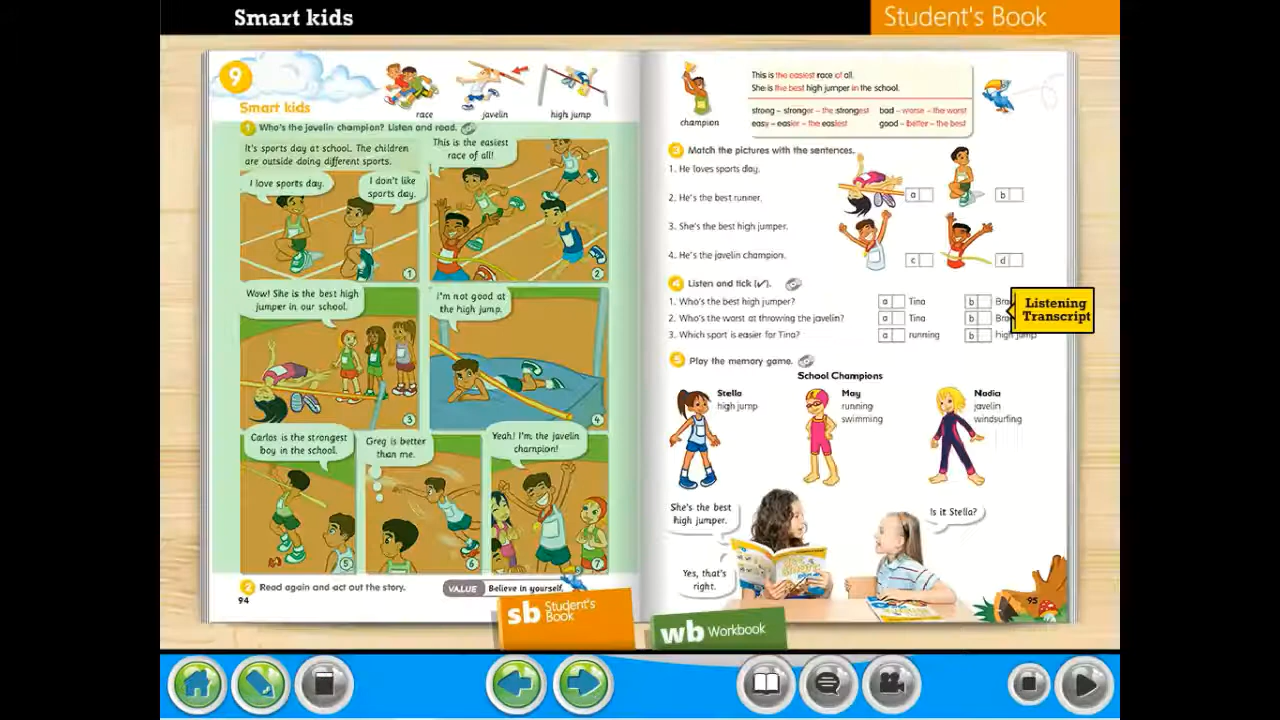 Smart kids
Student's Book
9
Smart kids
race
javelin
high jump
1 Who's the javelin champion? Listen and read.
It's sports day at school. The children
are outside doing different sports.
I love sports day.
I don't like
sports day.
1
This is the easiest
race of all!
2
Wow! She is the best high
jumper in our school.
3
I'm not good at
the high jump.
4
Carlos is the strongest
boy in the school.
5
Greg is better
than me.
6
Yeah! I'm the javelin
champion!
7
2 Read again and act out the story.
VALUE Believe in yourself.
94
champion
This is the easiest race of all.
She is the best high jumper in the school.
strong – stronger – the strongest bad – worse – the worst
easy – easier – the easiest good – better – the best
3 Match the pictures with the sentences.
1. He loves sports day.
2. He's the best runner.
3. She's the best high jumper.
4. He's the javelin champion.
a
b
c
d
4 Listen and tick (✓).
1. Who's the best high jumper? a Tina b Bra
2. Who's the worst at throwing the javelin? a Tina b Bra
3. Which sport is easier for Tina? a running b high jump
Listening
Transcript
5 Play the memory game.
School Champions
Stella
high jump
May
running
swimming
Nadia
javelin
windsurfing
She's the best
high jumper.
Is it Stella?
Yes, that's
right.
95
sb Student's
Book
wb Workbook